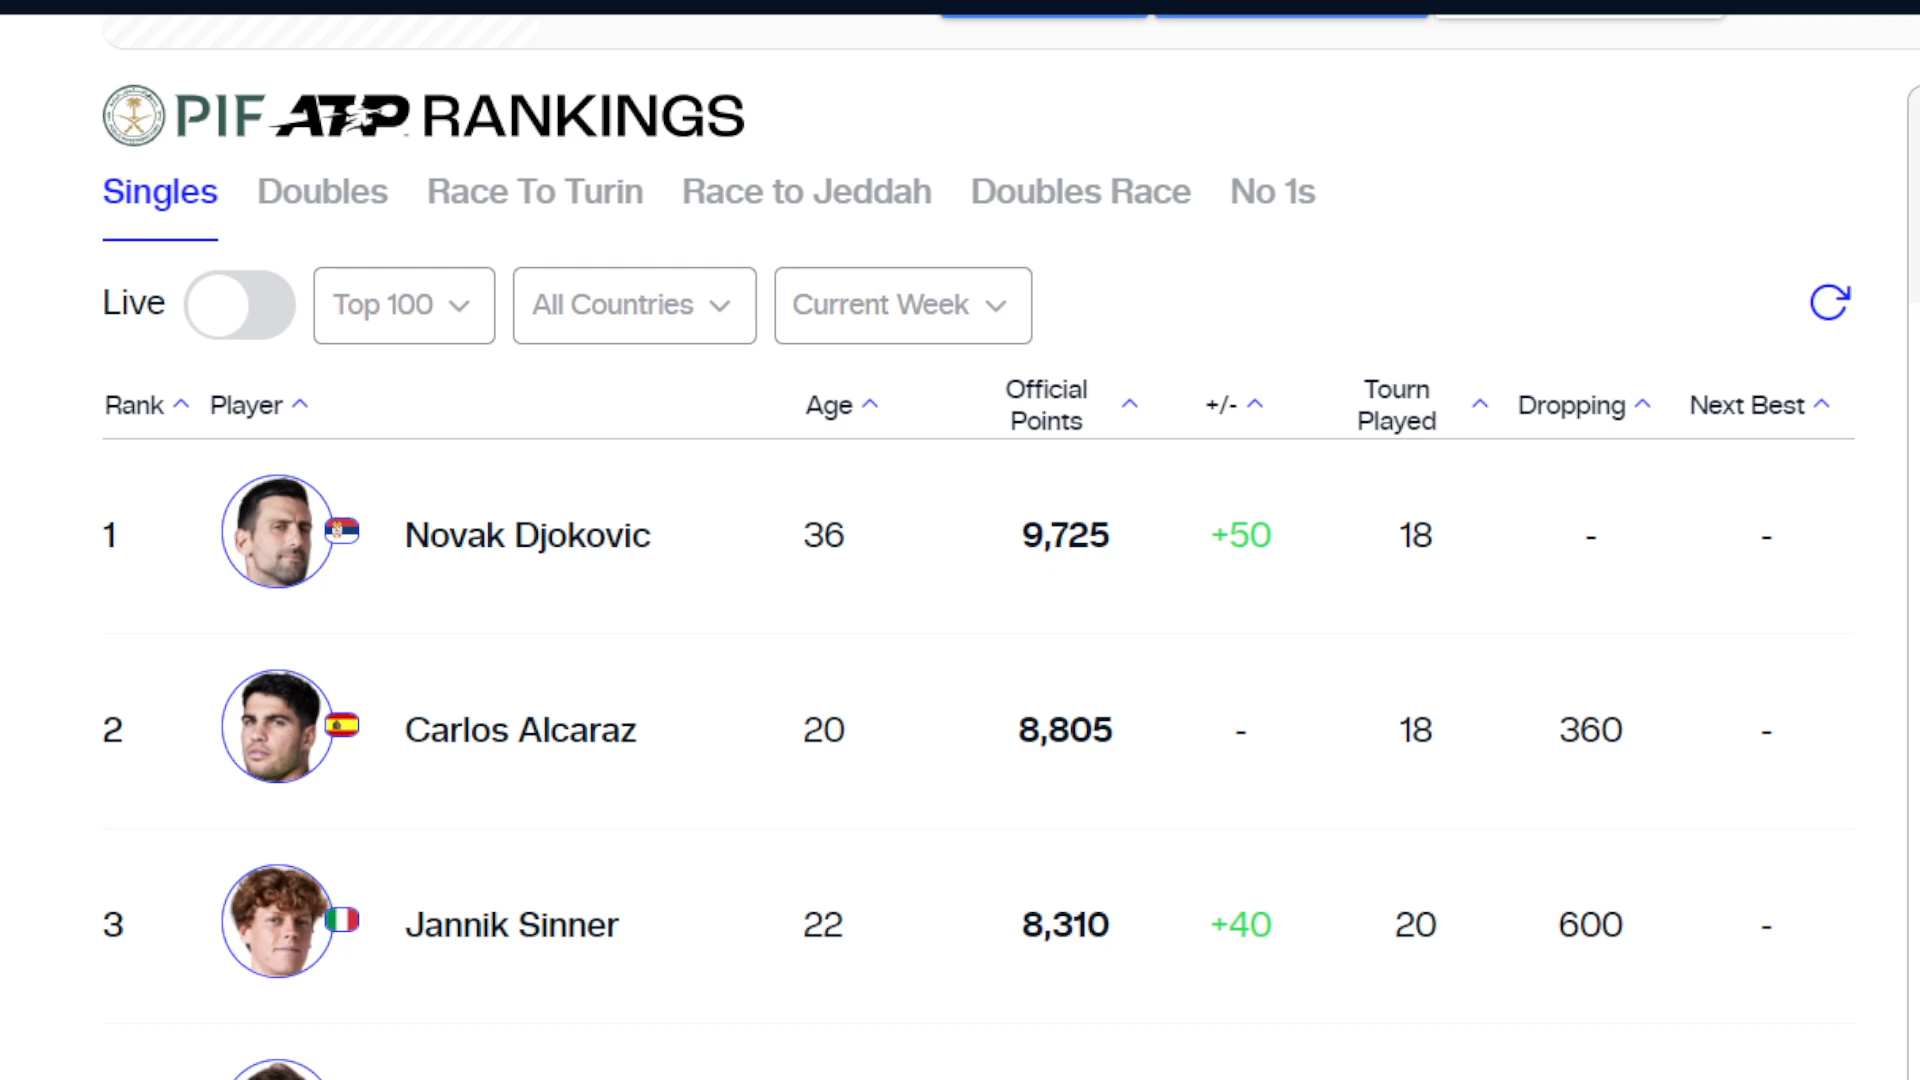 PIF ATP RANKINGS
Singles Doubles Race To Turin Race to Jeddah Doubles Race No 1s
Live Top 100 All Countries Current Week
Rank Player Age Official Points +/- Tourn Played Dropping Next Best
1 Novak Djokovic 36 9,725 +50 18 - -
2 Carlos Alcaraz 20 8,805 - 18 360 -
3 Jannik Sinner 22 8,310 +40 20 600 -